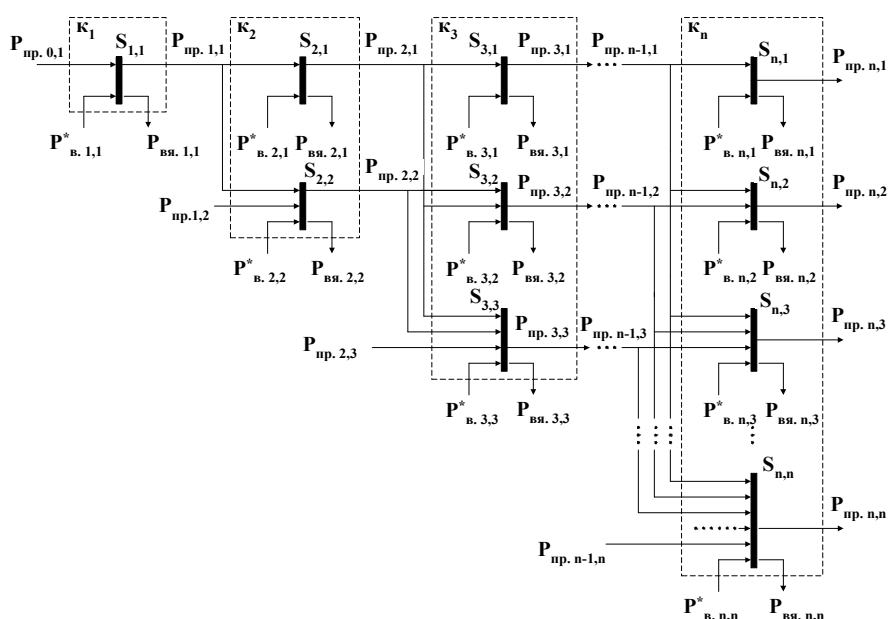 к1
к2
к3
кn
S1,1
S2,1
S3,1
Sn,1
Pпр. 0,1
Pпр. 1,1
Pпр. 2,1
Pпр. 3,1
Pпр. n-1,1
Pпр. n,1
P*в. 1,1
Pвя. 1,1
P*в. 2,1
Pвя. 2,1
P*в. 3,1
Pвя. 3,1
P*в. n,1
Pвя. n,1
S2,2
Pпр. 2,2
S3,2
Pпр. 3,2
Pпр. n-1,2
Sn,2
Pпр. n,2
Pпр.1,2
P*в. 2,2
Pвя. 2,2
P*в. 3,2
Pвя. 3,2
P*в. n,2
Pвя. n,2
S3,3
Pпр. 3,3
Pпр. n-1,3
Sn,3
Pпр. n,3
Pпр. 2,3
P*в. 3,3
Pвя. 3,3
P*в. n,3
Pвя. n,3
Sn,n
Pпр. n,n
Pпр. n-1,n
P*в. n,n
Pвя. n,n